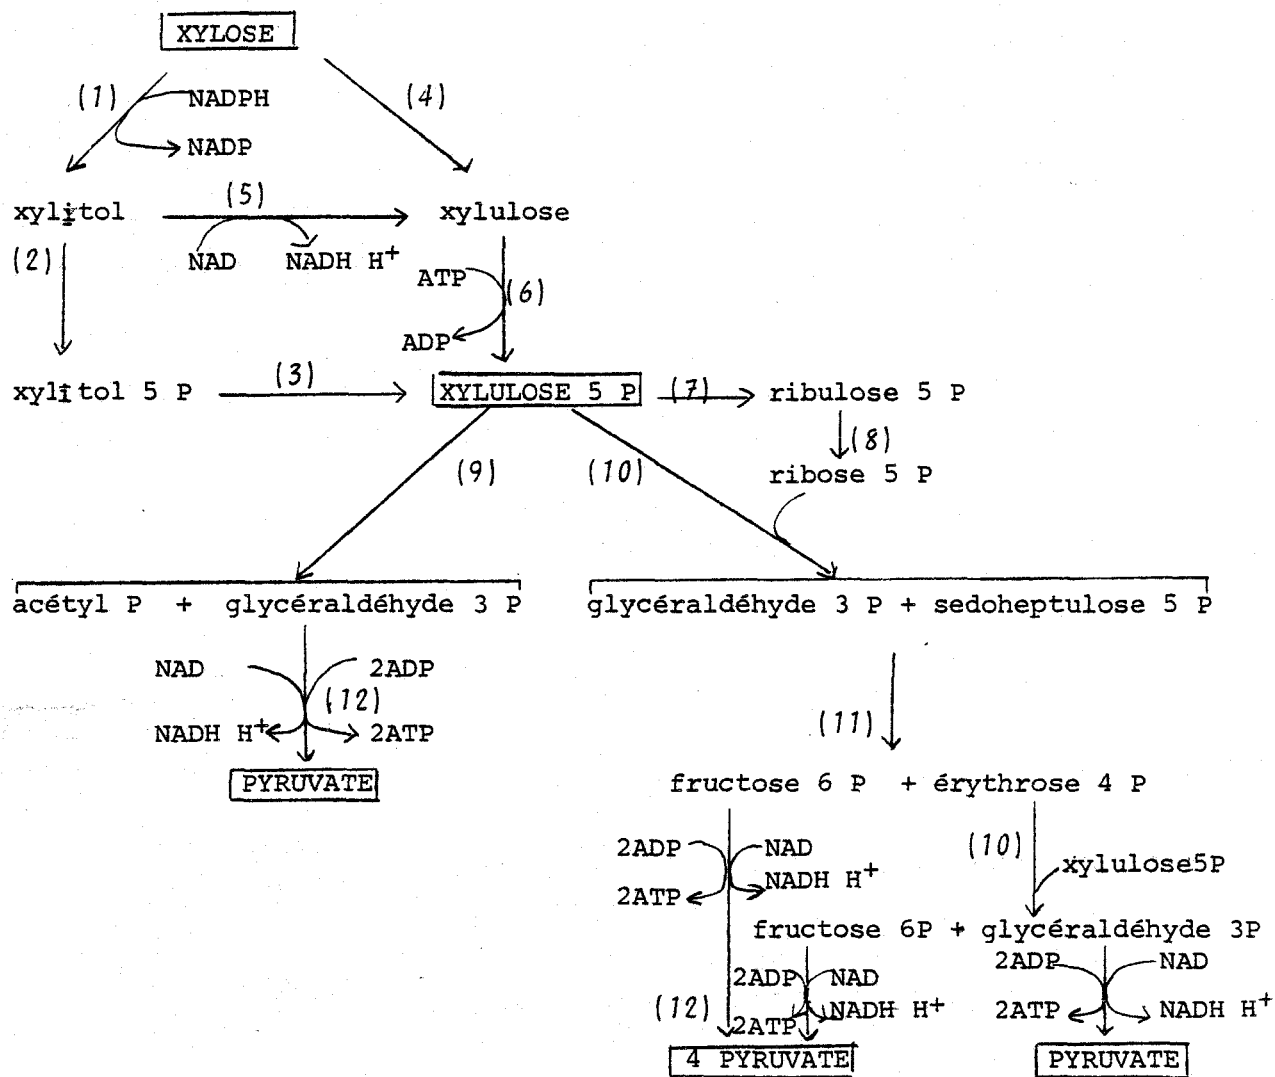 XYLOSE
(1) NADPH (4)
NADP
(5)
xylitol xylulose
(2) NAD NADH H+
ATP (6)
ADP
(3)
xylitol 5 P XYLULOSE 5 P (7) ribulose 5 P
(8)
(9) (10) ribose 5 P
acétyl P + glycéraldéhyde 3 P glycéraldéhyde 3 P + sedoheptulose 5 P
NAD 2ADP
(12)
NADH H+ 2ATP (11)
PYRUVATE fructose 6 P + érythrose 4 P
2ADP NAD (10)
xylulose5P
2ATP NADH H+
fructose 6P + glycéraldéhyde 3P
2ADP NAD 2ADP NAD
(12) 2ATP NADH H+ 2ATP NADH H+
4 PYRUVATE PYRUVATE